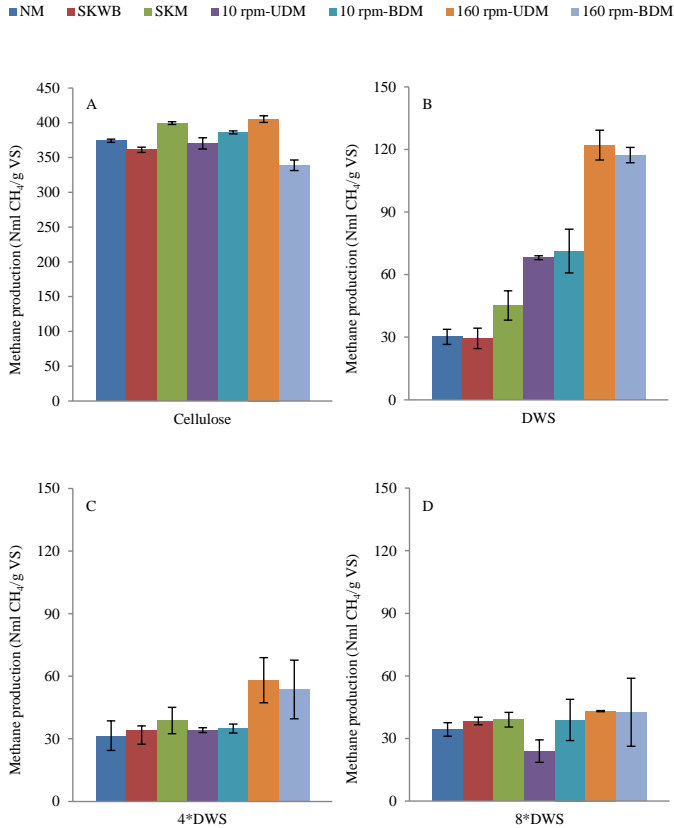 NM SKWB SKM 10 rpm-UDM 10 rpm-BDM 160 rpm-UDM 160 rpm-BDM
A
Methane production (Nml CH₄/g VS)
450
400
350
300
250
200
150
100
50
0
Cellulose
B
Methane production (Nml CH₄/g VS)
150
120
90
60
30
0
DWS
C
Methane production (Nml CH₄/g VS)
150
120
90
60
30
0
4*DWS
D
Methane production (Nml CH₄/g VS)
150
120
90
60
30
0
8*DWS